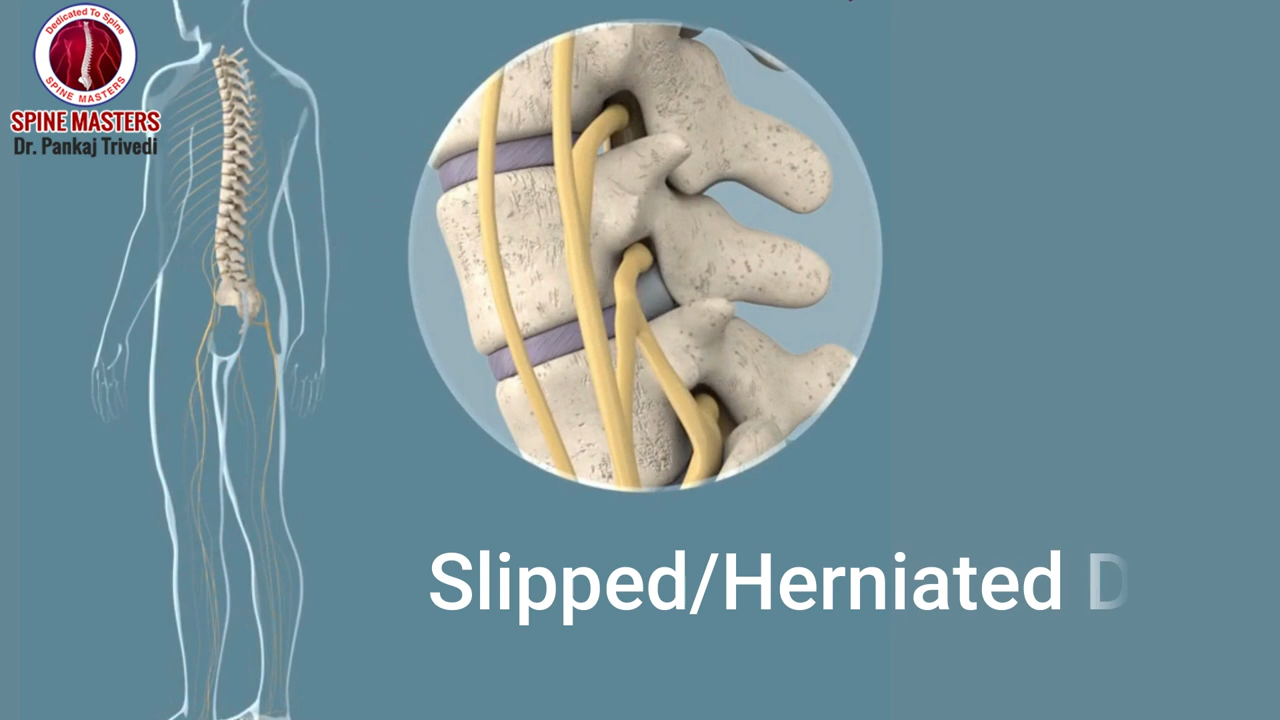 Dedicated To Spine
SPINE MASTERS
SPINE MASTERS
Dr. Pankaj Trivedi
Slipped/Herniated D